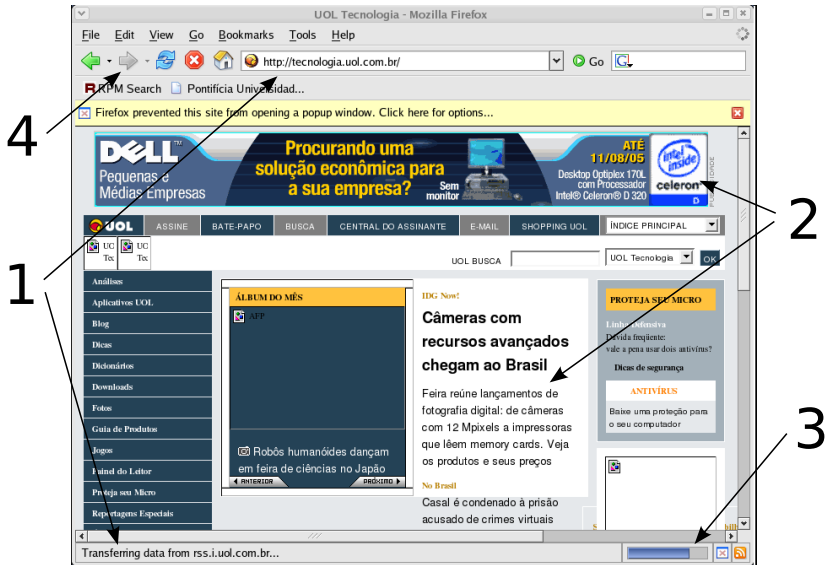 UOL Tecnologia - Mozilla Firefox
File Edit View Go Bookmarks Tools Help
http://tecnologia.uol.com.br/ Go G
RPM Search Pontifícia Universidad...
Firefox prevented this site from opening a popup window. Click here for options...
4
DELL™
Pequenas e
Médias Empresas
Procurando uma
solução econômica para
a sua empresa?
Sem
monitor
ATÉ
11/08/05
Desktop Optiplex 170L
com Processador
Intel® Celeron® D 320
intel inside
celeron
D
PUBLICIDADE
2
UOL ASSINE BATE-PAPO BUSCA CENTRAL DO ASSINANTE E-MAIL SHOPPING UOL ÍNDICE PRINCIPAL
UC UC
Tex Tex
UOL BUSCA UOL Tecnologia OK
1
Análises
Aplicativos UOL
Blog
Dicas
Dicionários
Downloads
Fotos
Guia de Produtos
Jogos
Painel do Leitor
Proteja seu Micro
Reportagens Especiais
ÁLBUM DO MÊS
AFP
Robôs humanóides dançam
em feira de ciências no Japão
ANTERIOR PRÓXIMO
IDG Now!
Câmeras com
recursos avançados
chegam ao Brasil
Feira reúne lançamentos de
fotografia digital: de câmeras
com 12 Mpixels a impressoras
que lêem memory cards. Veja
os produtos e seus preços
No Brasil
Casal é condenado à prisão
acusado de crimes virtuais
PROTEJA SEU MICRO
Linha Defensiva
Dúvida freqüente:
vale a pena usar dois antivírus?
Dicas de segurança
ANTIVÍRUS
Baixe uma proteção para
o seu computador
3
Transferring data from rss.i.uol.com.br...